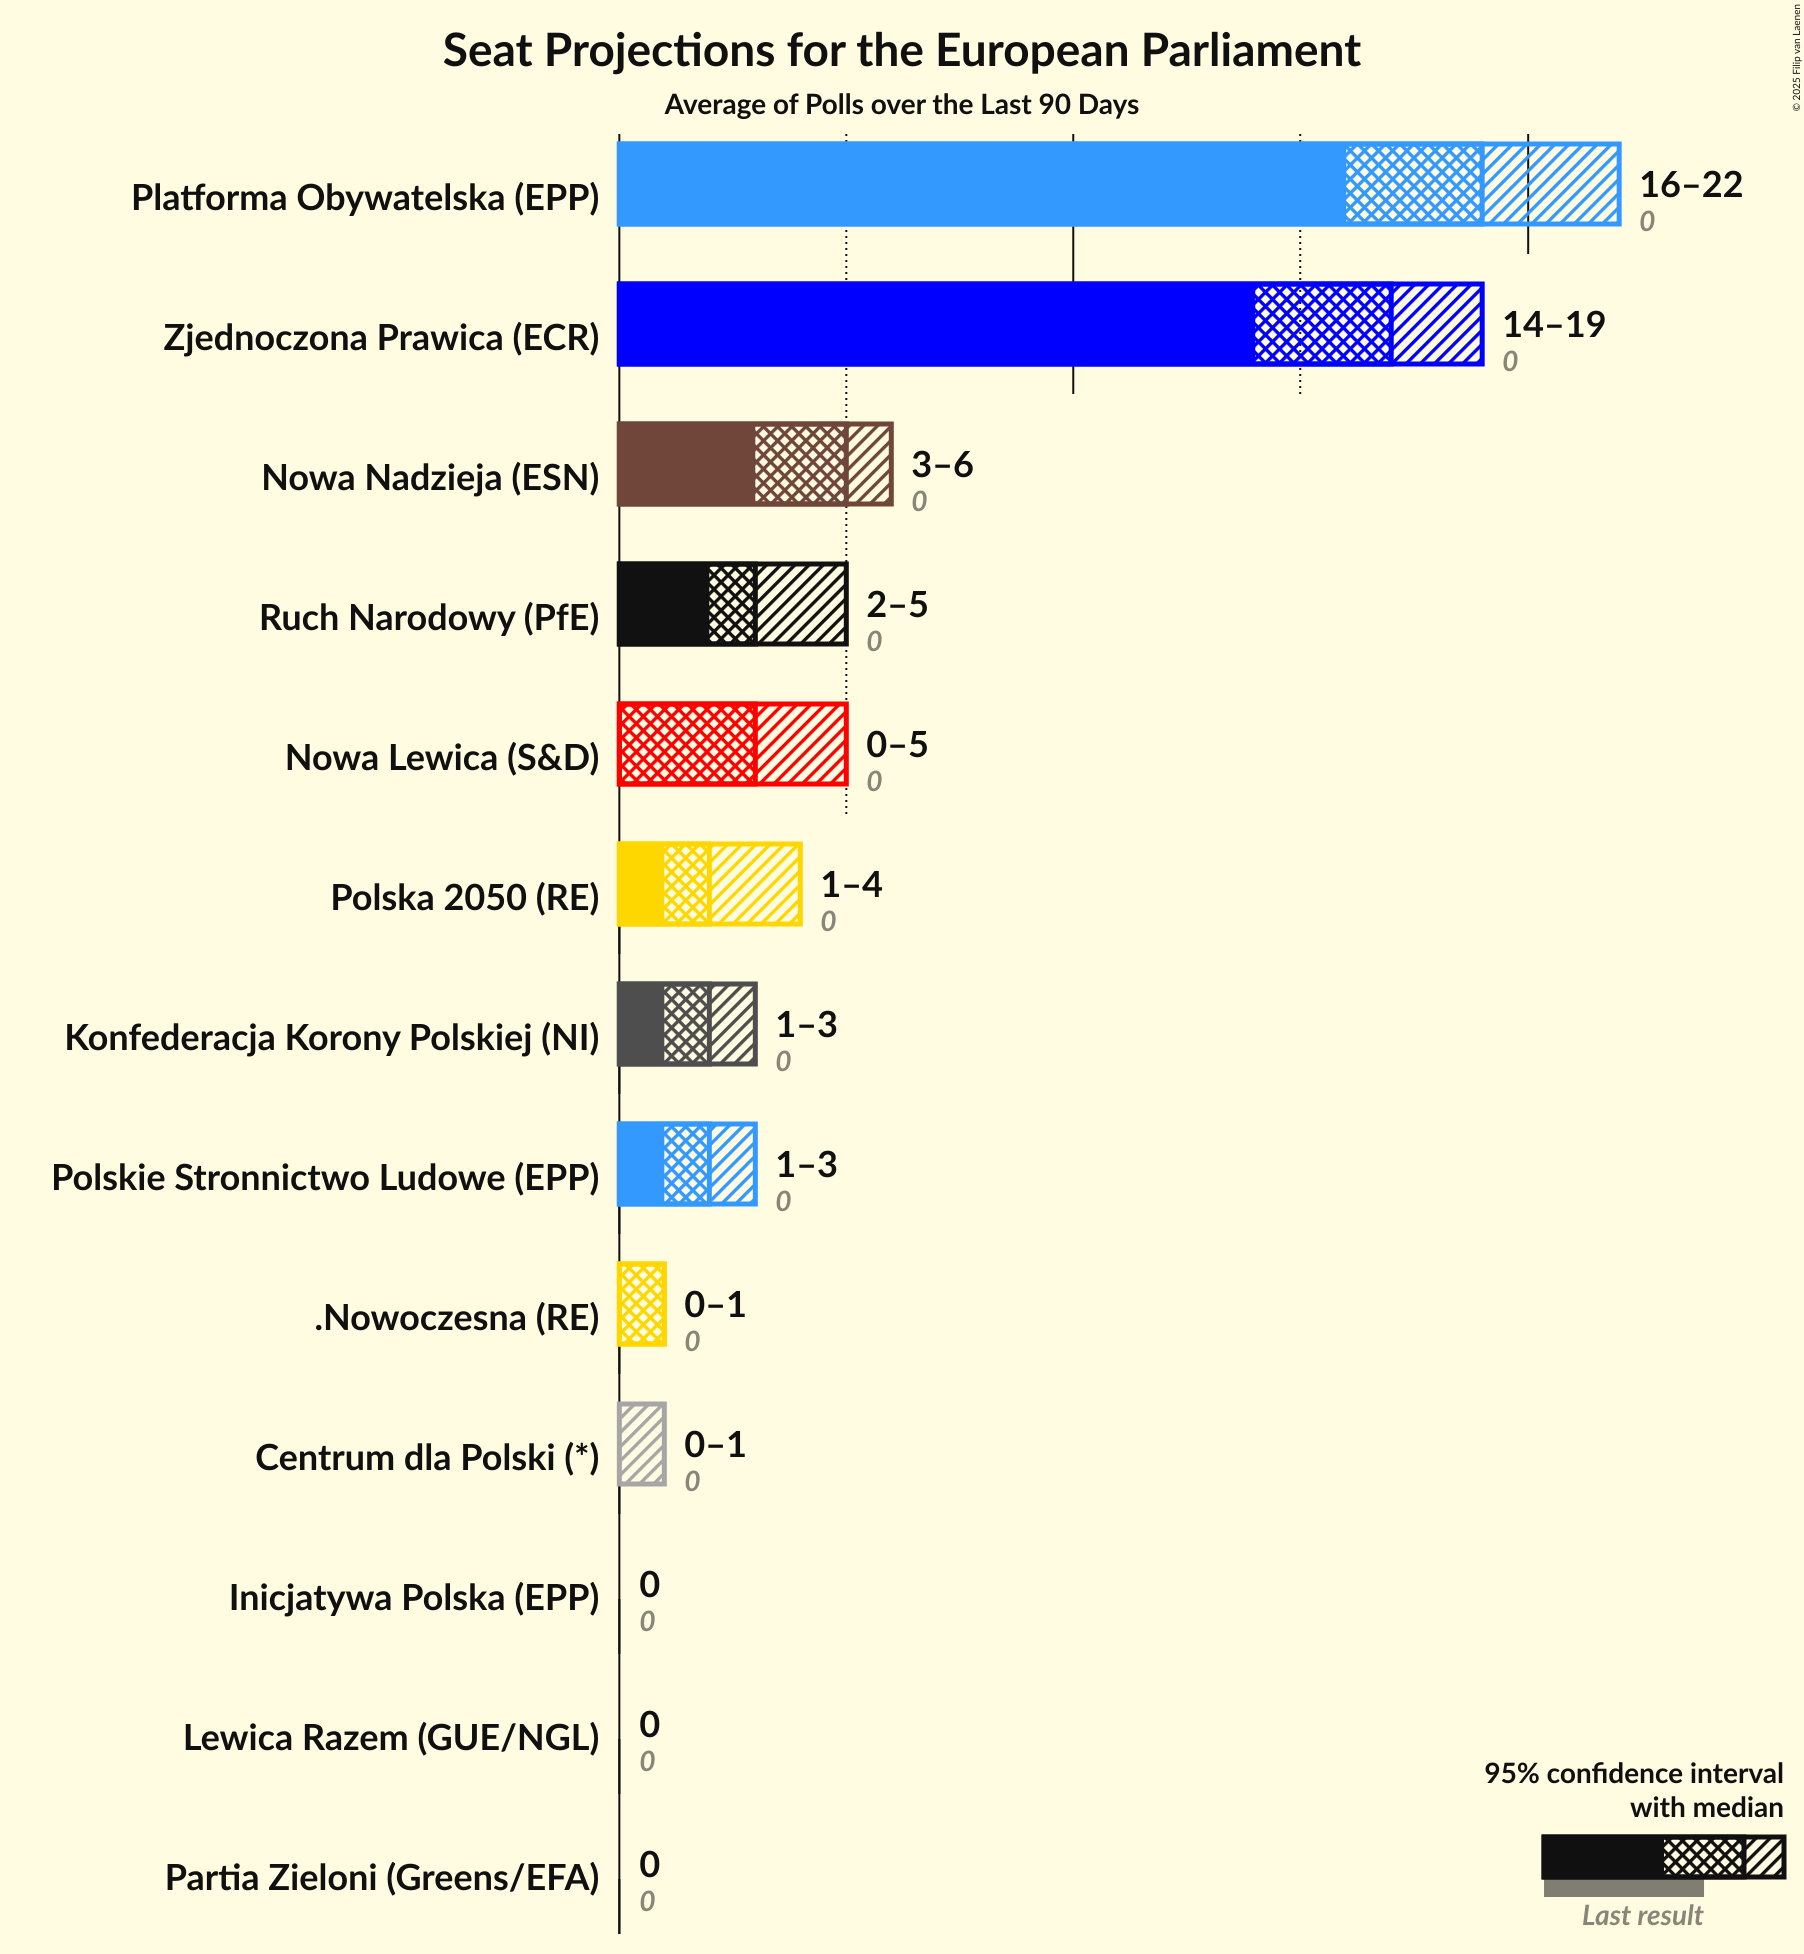 Seat Projections for the European Parliament
Average of Polls over the Last 90 Days
© 2025 Filip van Laenen
Platforma Obywatelska (EPP)
16–22
0
Zjednoczona Prawica (ECR)
14–19
0
Nowa Nadzieja (ESN)
3–6
0
Ruch Narodowy (PfE)
2–5
0
Nowa Lewica (S&D)
0–5
0
Polska 2050 (RE)
1–4
0
Konfederacja Korony Polskiej (NI)
1–3
0
Polskie Stronnictwo Ludowe (EPP)
1–3
0
.Nowoczesna (RE)
0–1
0
Centrum dla Polski (*)
0–1
0
Inicjatywa Polska (EPP)
0
0
Lewica Razem (GUE/NGL)
0
0
Partia Zieloni (Greens/EFA)
0
0
95% confidence interval
with median
Last result